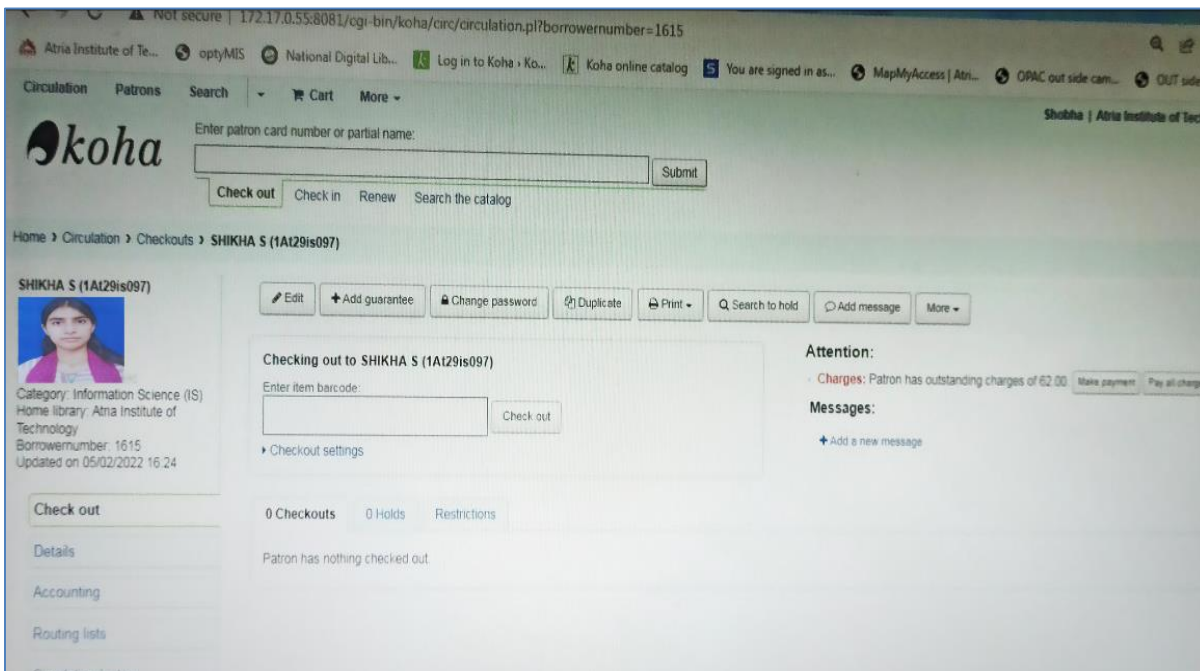 Not secure | 172.17.0.55:8081/cgi-bin/koha/circ/circulation.pl?borrowernumber=1615
Atria Institute of Te... optyMIS National Digital Lib... Log in to Koha › Ko... Koha online catalog You are signed in as... MapMyAccess | Atri... OPAC out side cam... OUT side
Circulation Patrons Search Cart More
Shobha | Atria Institute of Tec
koha
Enter patron card number or partial name:
Submit
Check out Check in Renew Search the catalog
Home › Circulation › Checkouts › SHIKHA S (1At29is097)
SHIKHA S (1At29is097)
Category: Information Science (IS)
Home library: Atria Institute of
Technology
Borrowernumber: 1615
Updated on 05/02/2022 16:24
Check out
Details
Accounting
Routing lists
Edit + Add guarantee Change password Duplicate Print Search to hold Add message More
Checking out to SHIKHA S (1At29is097)
Enter item barcode:
Check out
Checkout settings
Attention:
Charges: Patron has outstanding charges of 62.00. Make payment Pay all charge
Messages:
+ Add a new message
0 Checkouts 0 Holds Restrictions
Patron has nothing checked out.